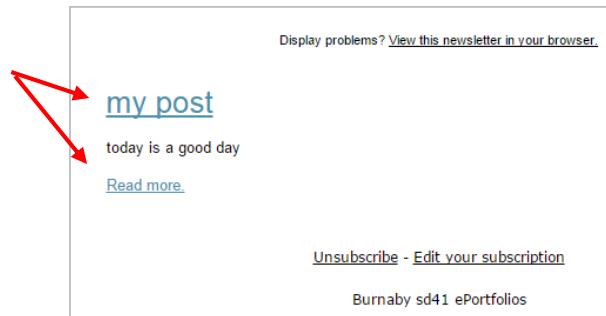 Display problems? View this newsletter in your browser.
my post
today is a good day
Read more.
Unsubscribe - Edit your subscription
Burnaby sd41 ePortfolios